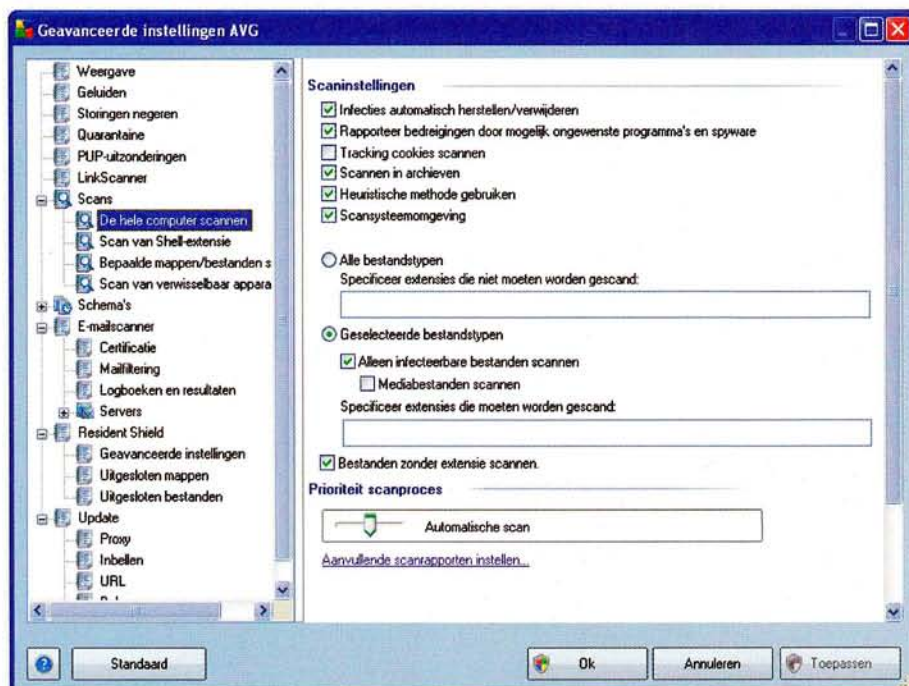 Geavanceerde instellingen AVG
Weergave
Geluiden
Storingen negeren
Quarantaine
PUP-uitzonderingen
LinkScanner
Scans
De hele computer scannen
Scan van Shell-extensie
Bepaalde mappen/bestanden s
Scan van verwisselbaar appara
Schema's
E-mailscanner
Certificatie
Mailfiltering
Logboeken en resultaten
Servers
Resident Shield
Geavanceerde instellingen
Uitgesloten mappen
Uitgesloten bestanden
Update
Proxy
Inbellen
URL
Scaninstellingen
Infecties automatisch herstellen/verwijderen
Rapporteer bedreigingen door mogelijk ongewenste programma's en spyware
Tracking cookies scannen
Scannen in archieven
Heuristische methode gebruiken
Scansysteemomgeving
Alle bestandstypen
Specificeer extensies die niet moeten worden gescand:
Geselecteerde bestandstypen
Alleen infecteerbare bestanden scannen
Mediabestanden scannen
Specificeer extensies die moeten worden gescand:
Bestanden zonder extensie scannen.
Prioriteit scanproces
Automatische scan
Aanvullende scanrapporten instellen...
Standaard
Ok
Annuleren
Toepassen